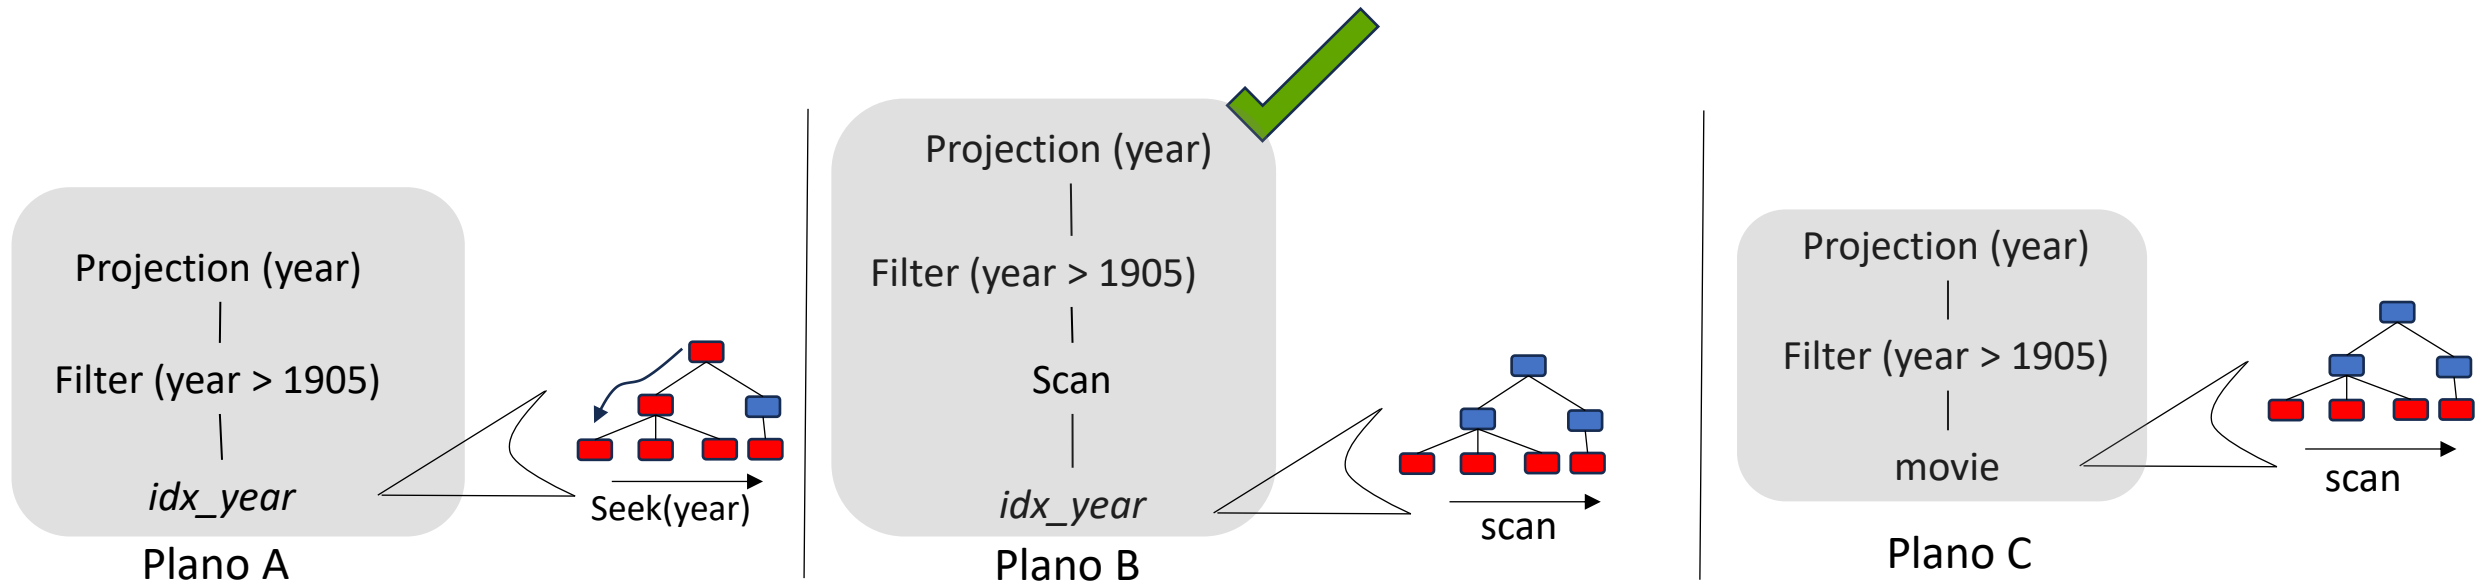 Projection (year)
Filter (year > 1905)
idx_year
Seek(year)
Plano A
Projection (year)
Filter (year > 1905)
Scan
idx_year
scan
Plano B
Projection (year)
Filter (year > 1905)
movie
scan
Plano C